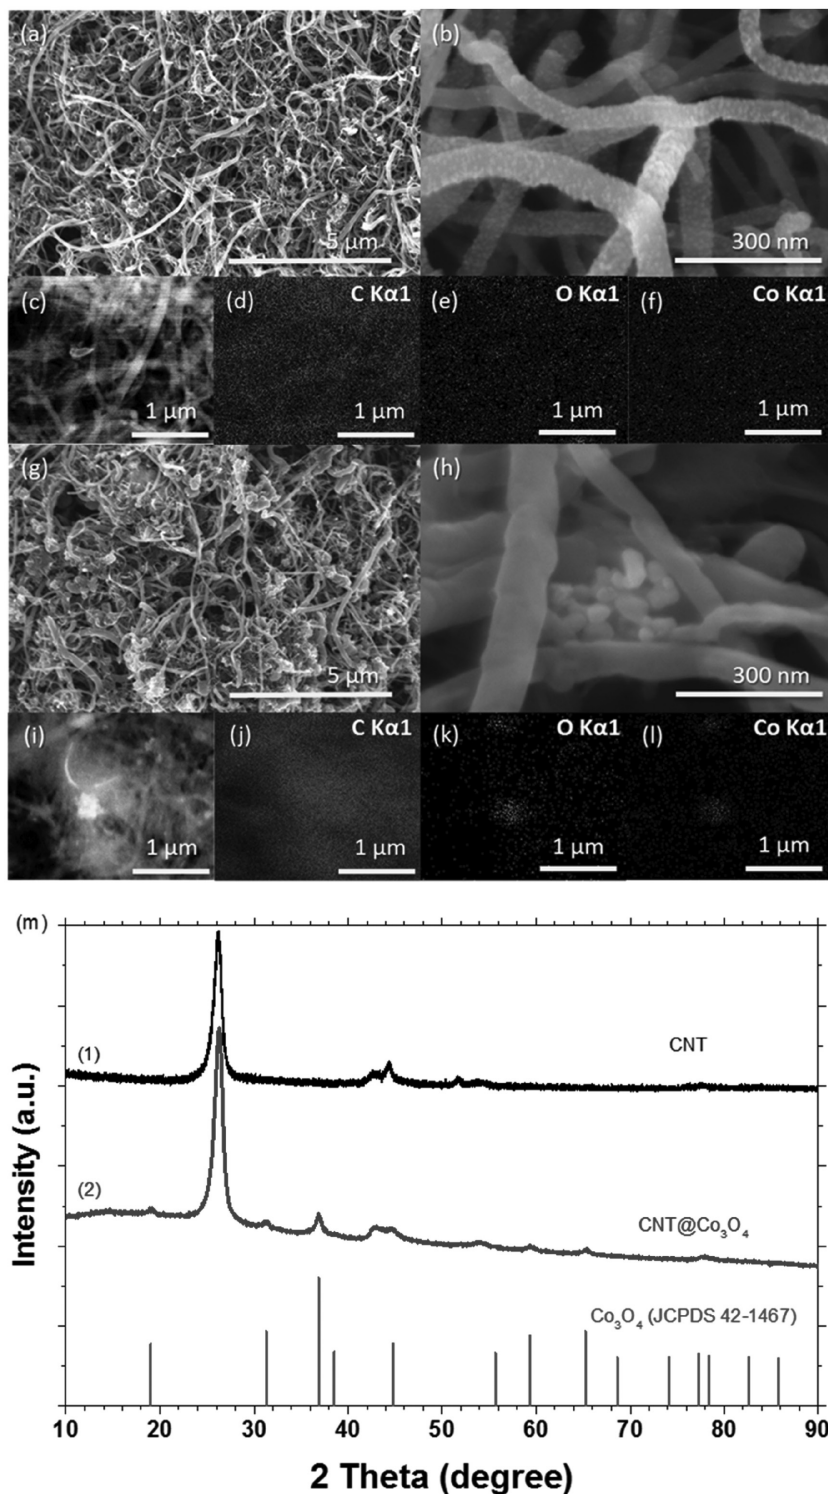 (a)
5 µm
(b)
300 nm
(c)
1 µm
(d)
C Kα1
1 µm
(e)
O Kα1
1 µm
(f)
Co Kα1
1 µm
(g)
5 µm
(h)
300 nm
(i)
1 µm
(j)
C Kα1
1 µm
(k)
O Kα1
1 µm
(l)
Co Kα1
1 µm
(m)
Intensity (a.u.)
(1)
CNT
(2)
CNT@Co₃O₄
Co₃O₄ (JCPDS 42-1467)
10 20 30 40 50 60 70 80 90
2 Theta (degree)